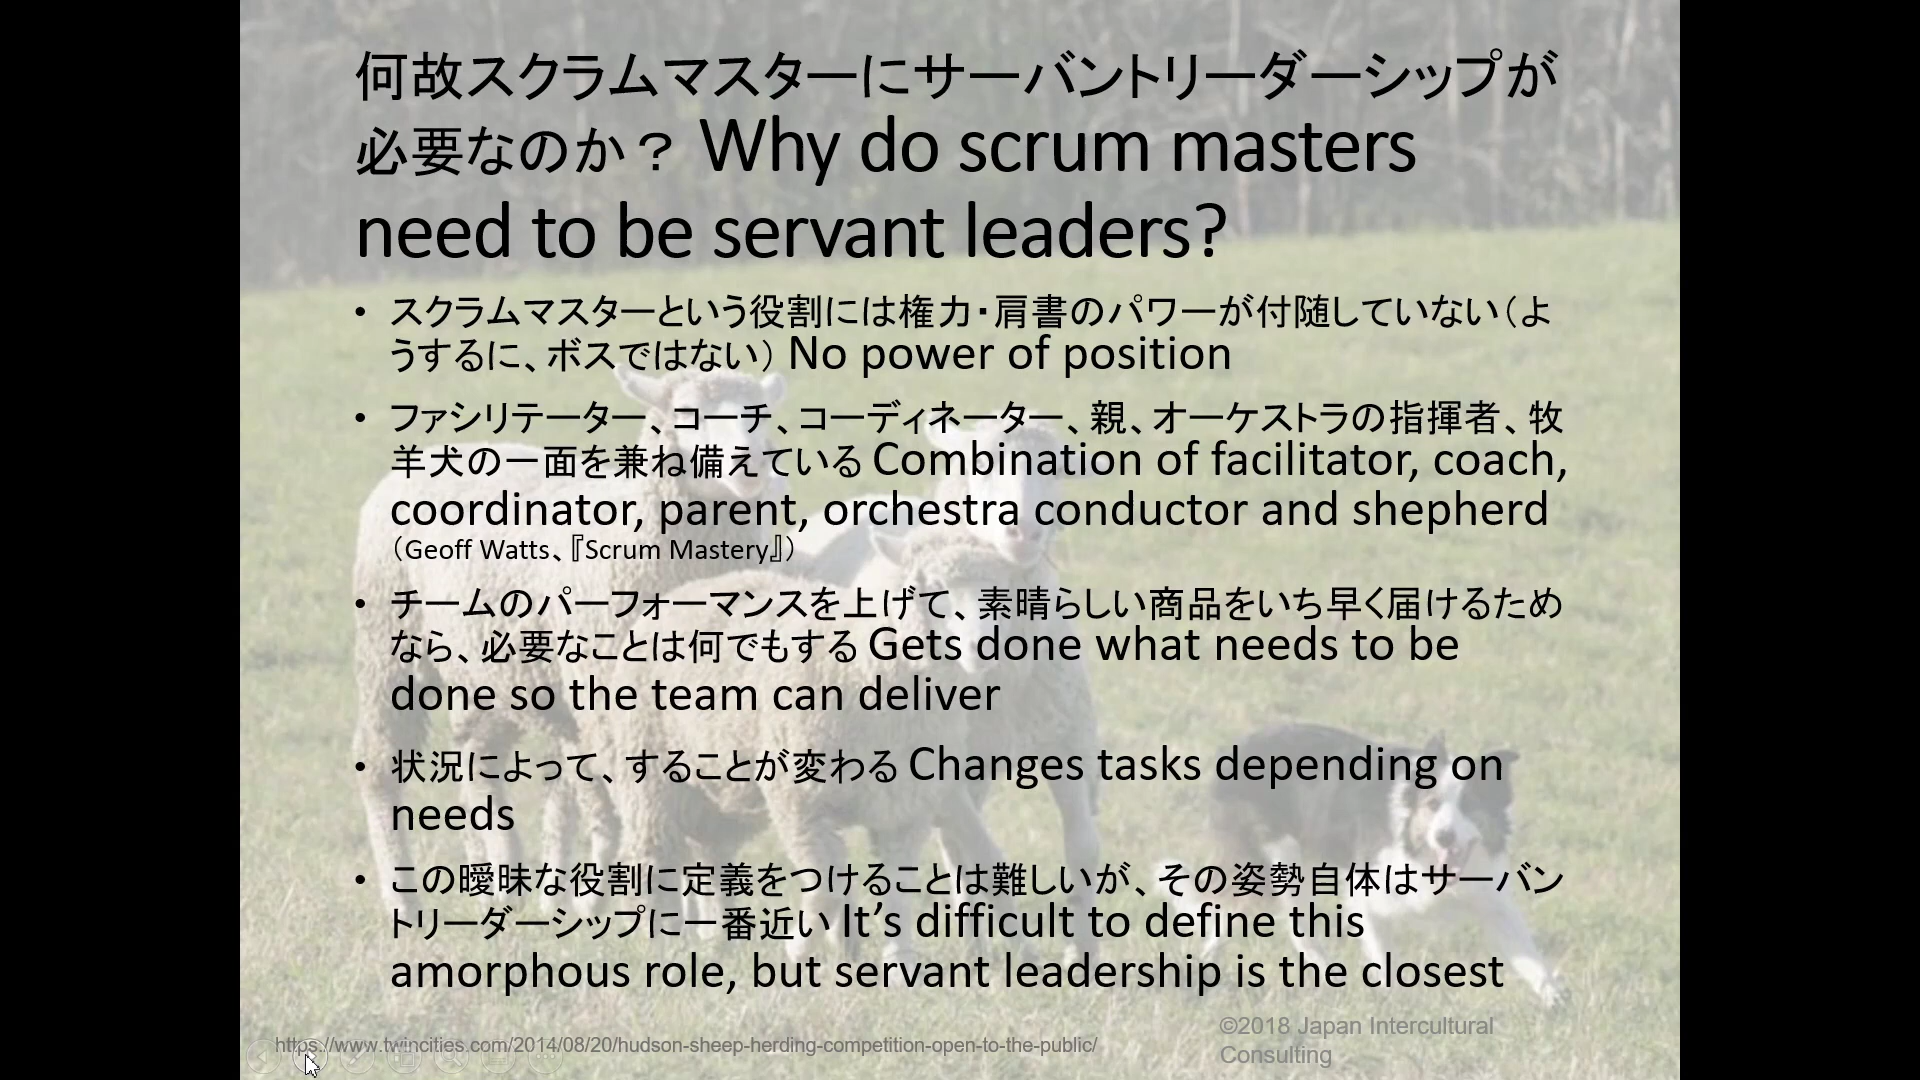 何故スクラムマスターにサーバントリーダーシップが
必要なのか？ Why do scrum masters
need to be servant leaders?
• スクラムマスターという役割には権力・肩書のパワーが付随していない（よ
うするに、ボスではない） No power of position
• ファシリテーター、コーチ、コーディネーター、親、オーケストラの指揮者、牧
羊犬の一面を兼ね備えている Combination of facilitator, coach,
coordinator, parent, orchestra conductor and shepherd
（Geoff Watts、『Scrum Mastery』）
• チームのパーフォーマンスを上げて、素晴らしい商品をいち早く届けるため
なら、必要なことは何でもする Gets done what needs to be
done so the team can deliver
• 状況によって、することが変わる Changes tasks depending on
needs
• この曖昧な役割に定義をつけることは難しいが、その姿勢自体はサーバン
トリーダーシップに一番近い It’s difficult to define this
amorphous role, but servant leadership is the closest
https://www.twincities.com/2014/08/20/hudson-sheep-herding-competition-open-to-the-public/
©2018 Japan Intercultural
Consulting